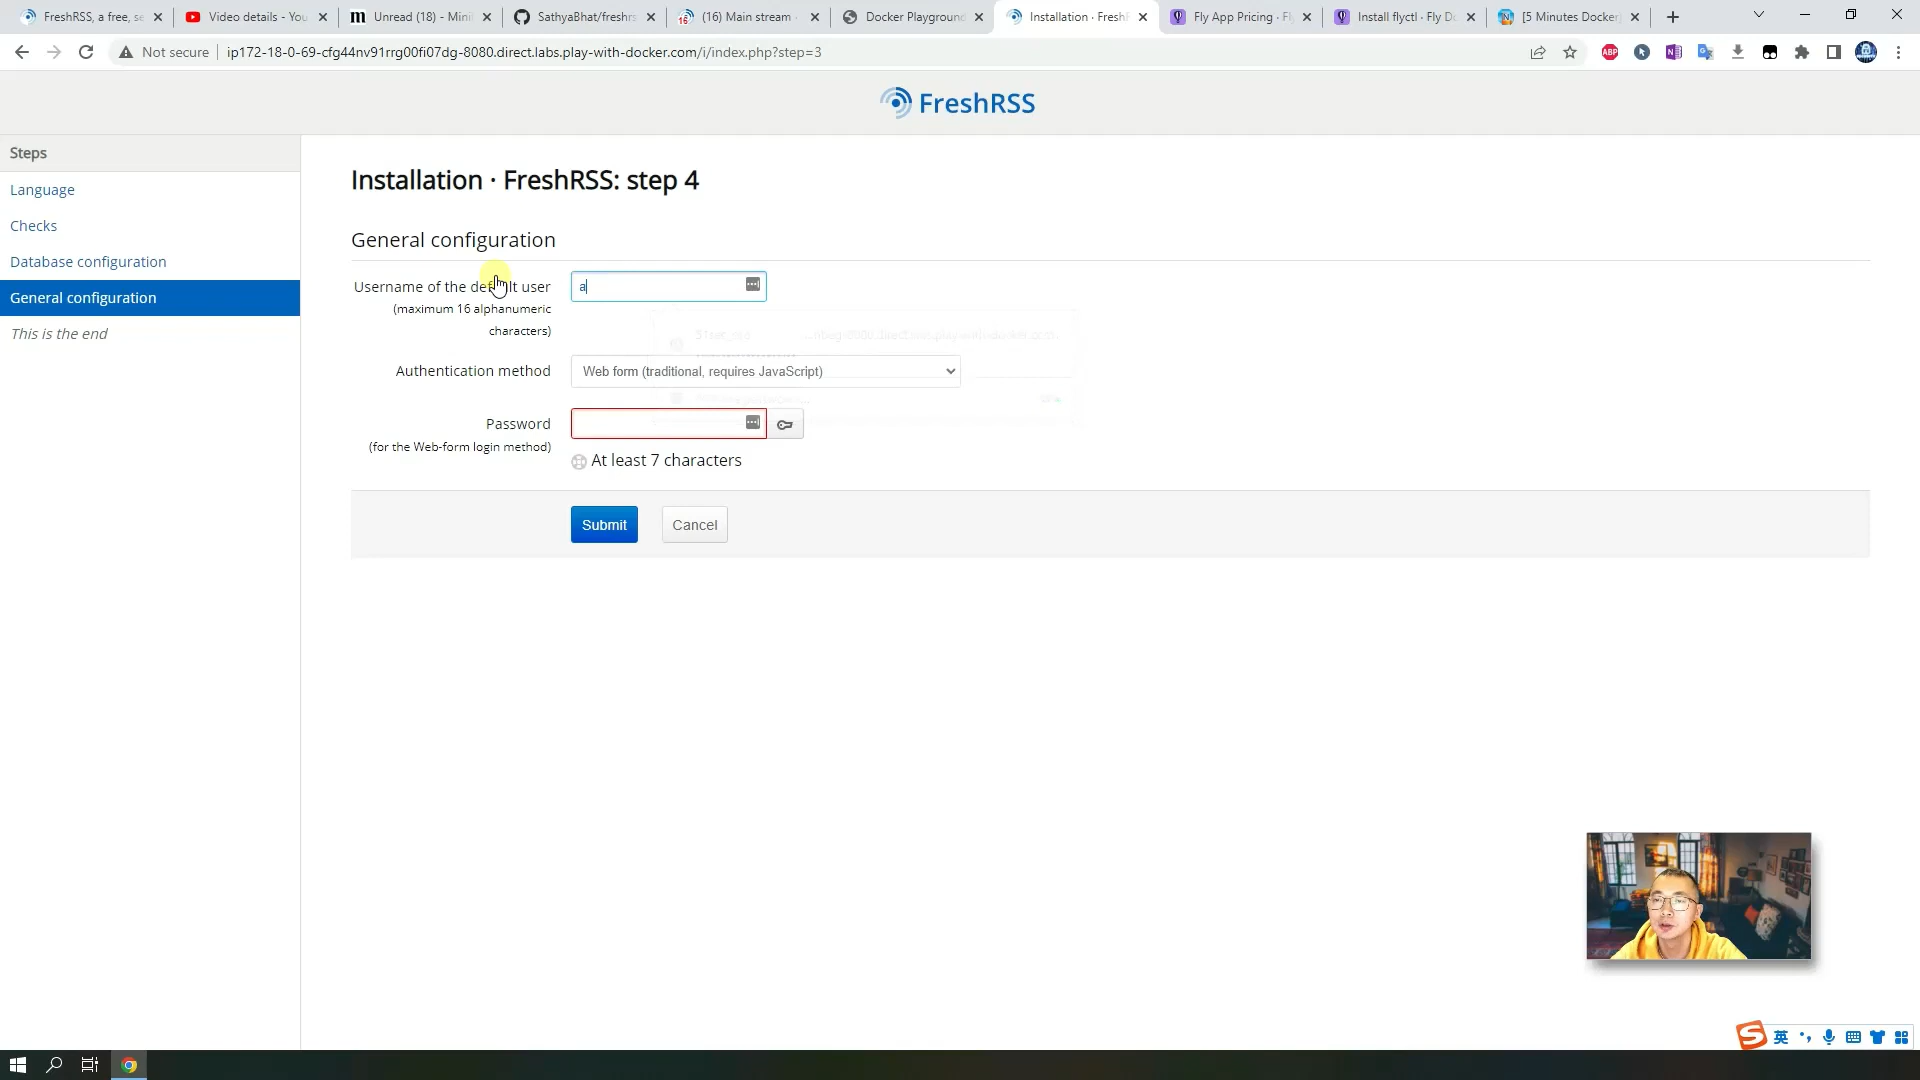 FreshRSS, a free, se
Video details - You
Unread (18) - Mini
SathyaBhat/freshrs
(16) Main stream
Docker Playground
Installation · FreshR
Fly App Pricing · Fl
Install flyctl · Fly Do
[5 Minutes Docker]
Not secure
ip172-18-0-69-cfg44nv91rrg00fi07dg-8080.direct.labs.play-with-docker.com/i/index.php?step=3
ABP
FreshRSS
Steps
Language
Checks
Database configuration
General configuration
This is the end
Installation · FreshRSS: step 4
General configuration
Username of the default user
(maximum 16 alphanumeric
characters)
a
Authentication method
Web form (traditional, requires JavaScript)
Password
(for the Web-form login method)
At least 7 characters
Submit
Cancel
英